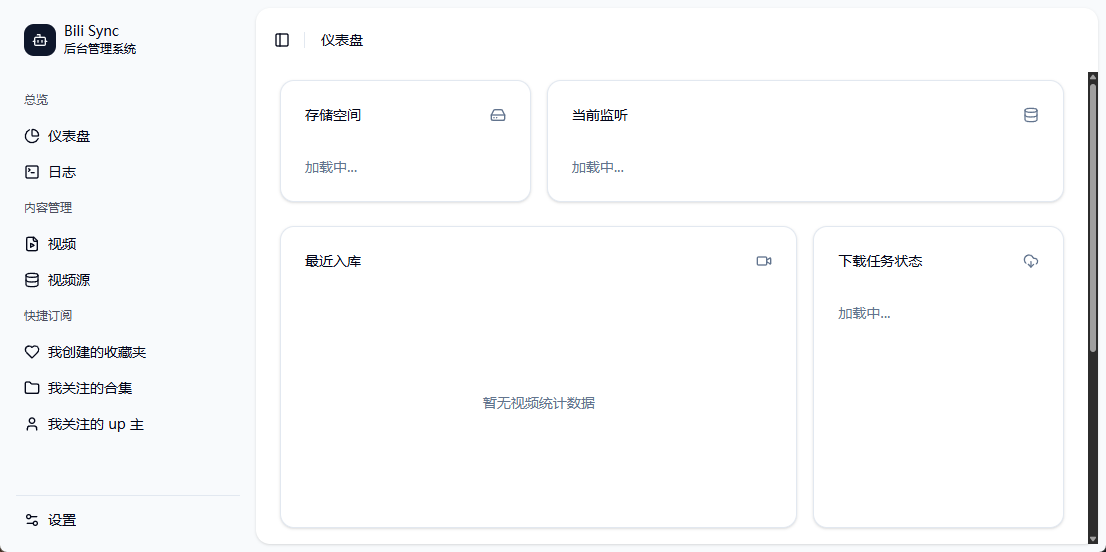 Bili Sync
后台管理系统
总览
仪表盘
日志
内容管理
视频
视频源
快捷订阅
我创建的收藏夹
我关注的合集
我关注的 up 主
设置
仪表盘
存储空间
加载中...
当前监听
加载中...
最近入库
暂无视频统计数据
下载任务状态
加载中...